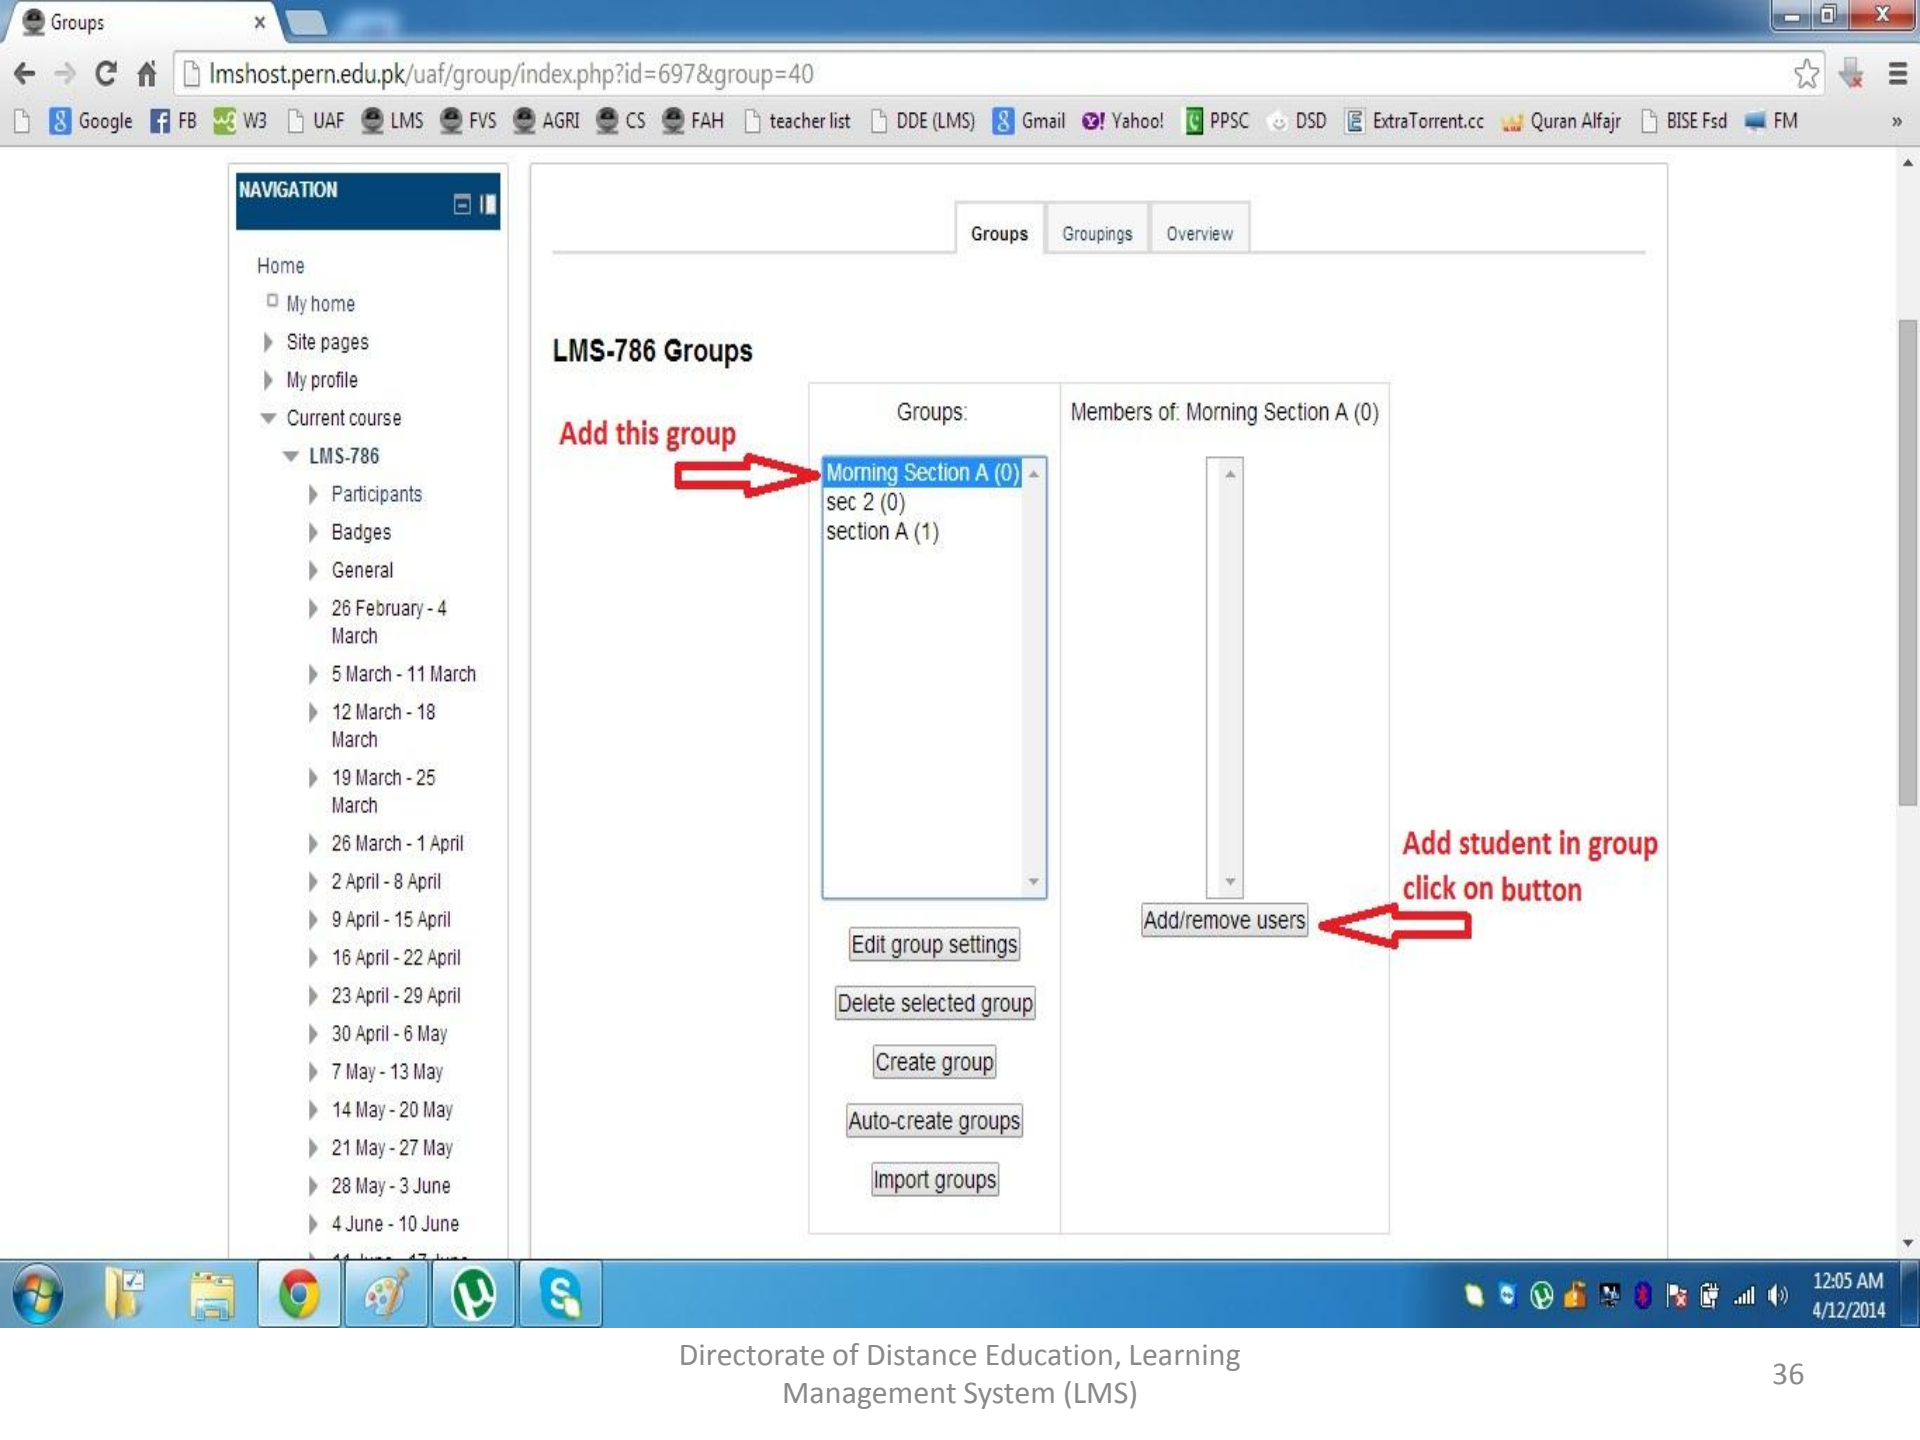 Groups
lmshost.pern.edu.pk/uaf/group/index.php?id=697&group=40
Google FB W3 UAF LMS FVS AGRI CS FAH teacher list DDE (LMS) Gmail Yahoo! PPSC DSD ExtraTorrent.cc Quran Alfajr BISE Fsd FM »
NAVIGATION
Home
My home
Site pages
My profile
Current course
LMS-786
Participants
Badges
General
26 February - 4
March
5 March - 11 March
12 March - 18
March
19 March - 25
March
26 March - 1 April
2 April - 8 April
9 April - 15 April
16 April - 22 April
23 April - 29 April
30 April - 6 May
7 May - 13 May
14 May - 20 May
21 May - 27 May
28 May - 3 June
4 June - 10 June
Groups Groupings Overview
LMS-786 Groups
Groups:
Members of: Morning Section A (0)
Add this group
Morning Section A (0)
sec 2 (0)
section A (1)
Add student in group
click on button
Add/remove users
Edit group settings
Delete selected group
Create group
Auto-create groups
Import groups
12:05 AM
4/12/2014
Directorate of Distance Education, Learning
Management System (LMS)
36